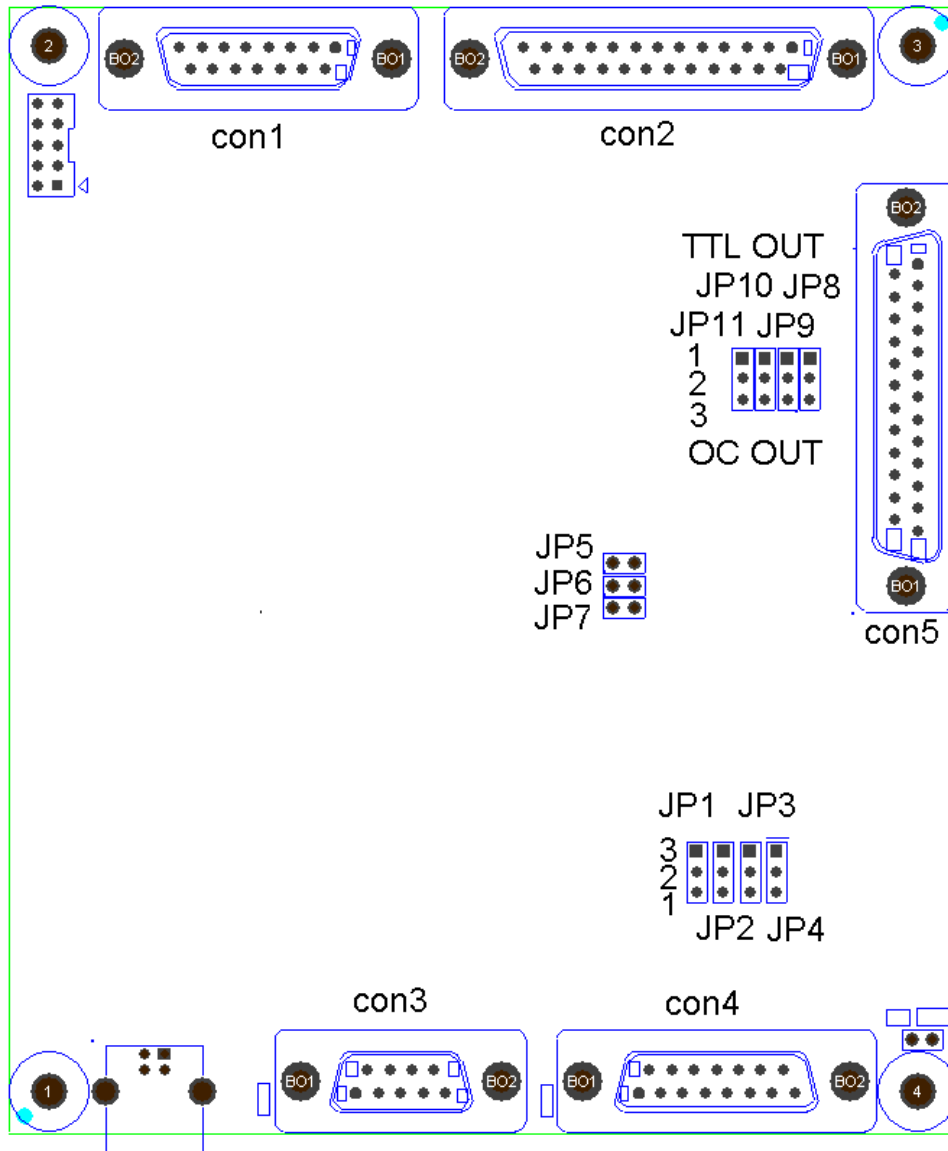 2
BO2
BO1
BO2
BO1
3
con1
con2
BO2
TTL OUT
JP10 JP8
JP11 JP9
1
2
3
OC OUT
JP5
JP6
JP7
BO1
con5
JP1 JP3
3
2
1
JP2 JP4
con3
con4
1
BO1
BO2
BO1
BO2
4